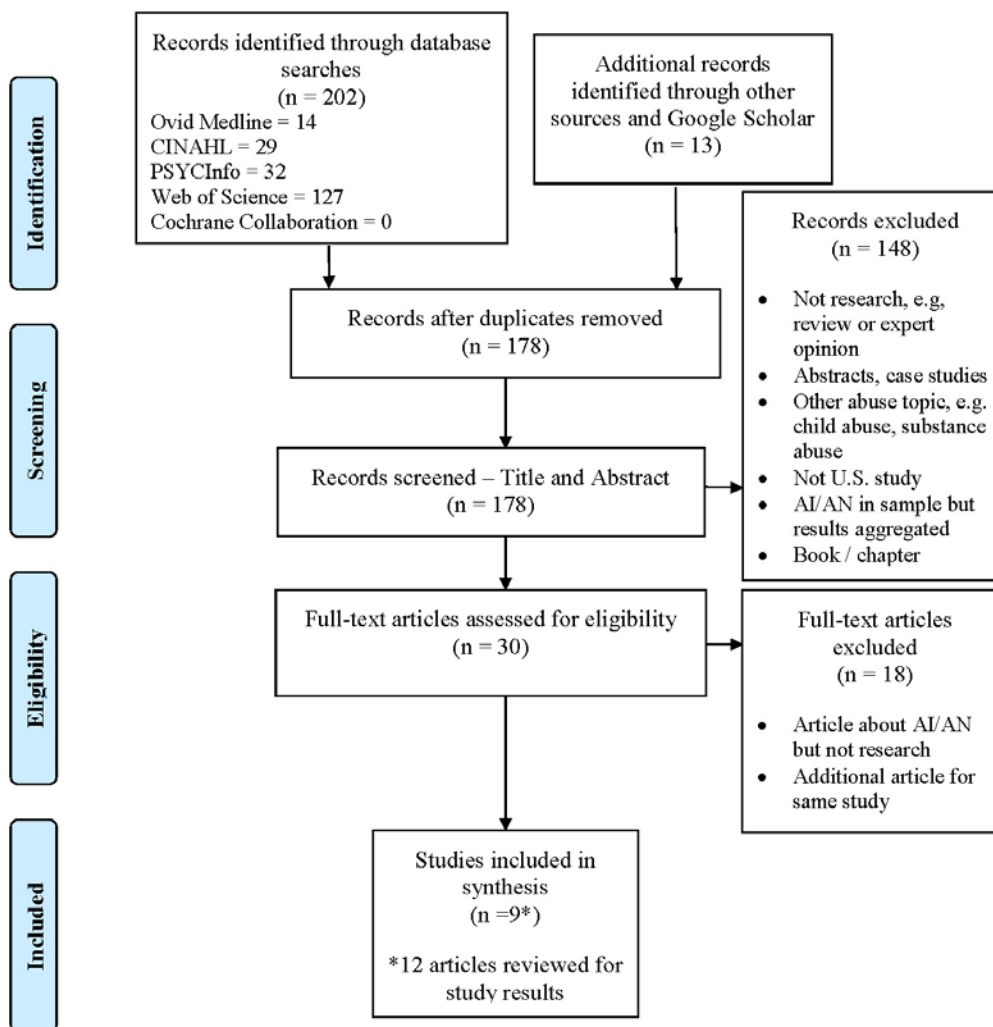 Identification
Records identified through database
searches
(n = 202)
Ovid Medline = 14
CINAHL = 29
PSYCInfo = 32
Web of Science = 127
Cochrane Collaboration = 0
Additional records
identified through other
sources and Google Scholar
(n = 13)
Records after duplicates removed
(n = 178)
Records excluded
(n = 148)
• Not research, e.g,
review or expert
opinion
• Abstracts, case studies
• Other abuse topic, e.g.
child abuse, substance
abuse
• Not U.S. study
• AI/AN in sample but
results aggregated
• Book / chapter
Screening
Records screened – Title and Abstract
(n = 178)
Eligibility
Full-text articles assessed for eligibility
(n = 30)
Full-text articles
excluded
(n = 18)
• Article about AI/AN
but not research
• Additional article for
same study
Included
Studies included in
synthesis
(n =9*)
*12 articles reviewed for
study results